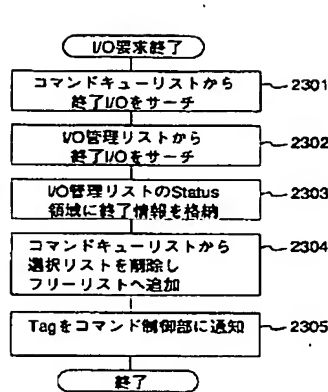 I/O要求終了
コマンドキューリストから
終了I/Oをサーチ
2301
I/O管理リストから
終了I/Oをサーチ
2302
I/O管理リストのStatus
領域に終了情報を格納
2303
コマンドキューリストから
選択リストを削除し
フリーリストへ追加
2304
Tagをコマンド制御部に通知
2305
終了